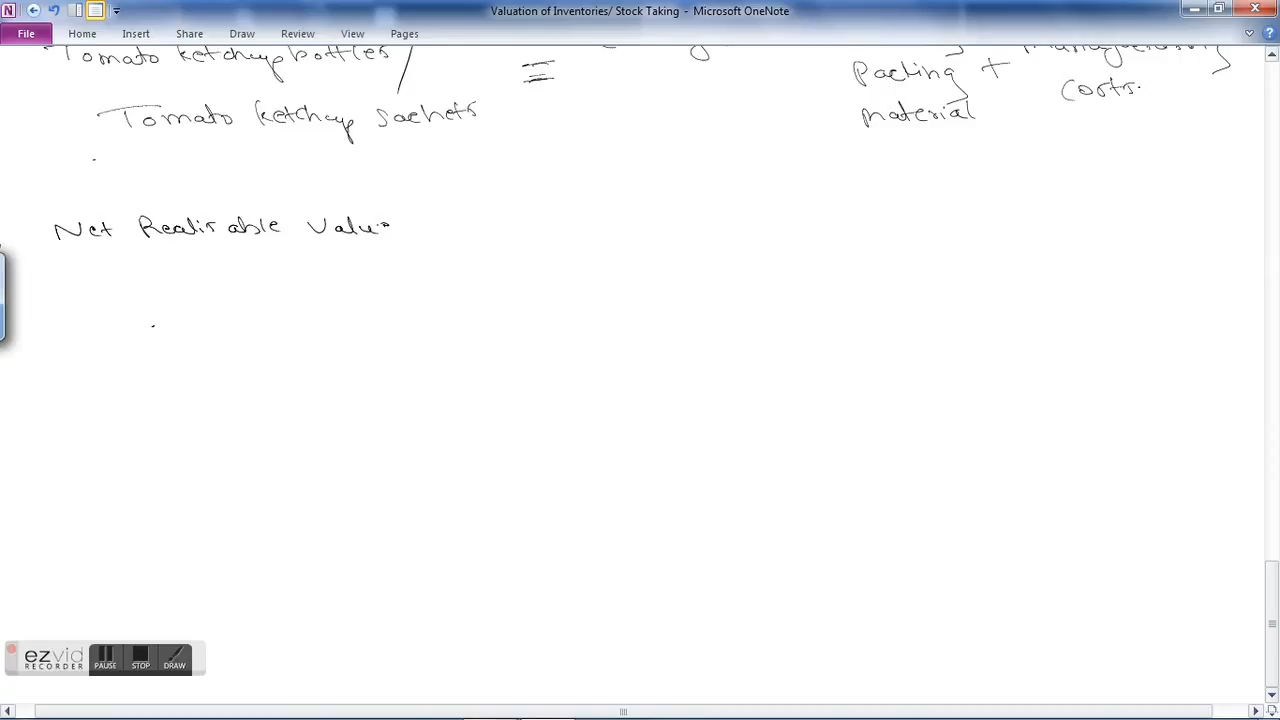 Valuation of Inventories/ Stock Taking - Microsoft OneNote
File Home Insert Share Draw Review View Pages
Tomato ketchup bottles /
Packing +
costs.
Tomato ketchup sachets
material
Net Realisable Value
ezvid
RECORDER
PAUSE STOP DRAW